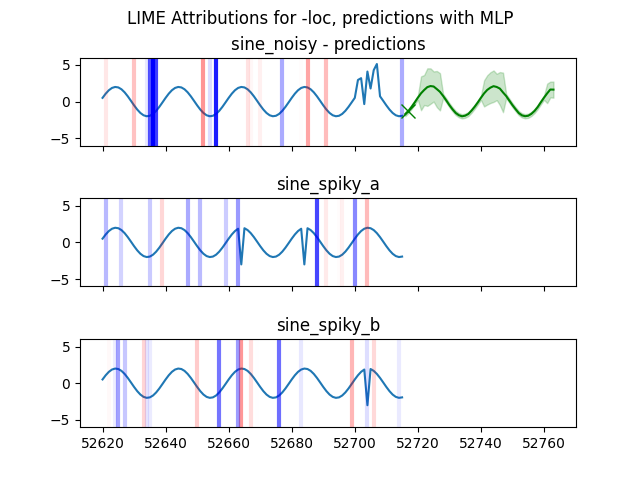 LIME Attributions for -loc, predictions with MLP
sine_noisy - predictions
5
0
−5
sine_spiky_a
5
0
−5
sine_spiky_b
5
0
−5
52620 52640 52660 52680 52700 52720 52740 52760